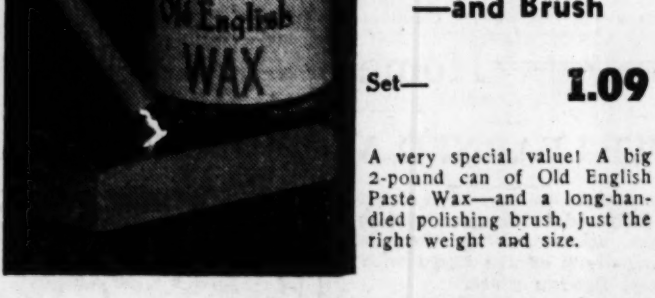 Old English
WAX
—and Brush
Set— 1.09
A very special value! A big
2-pound can of Old English
Paste Wax—and a long-han-
dled polishing brush, just the
right weight and size.